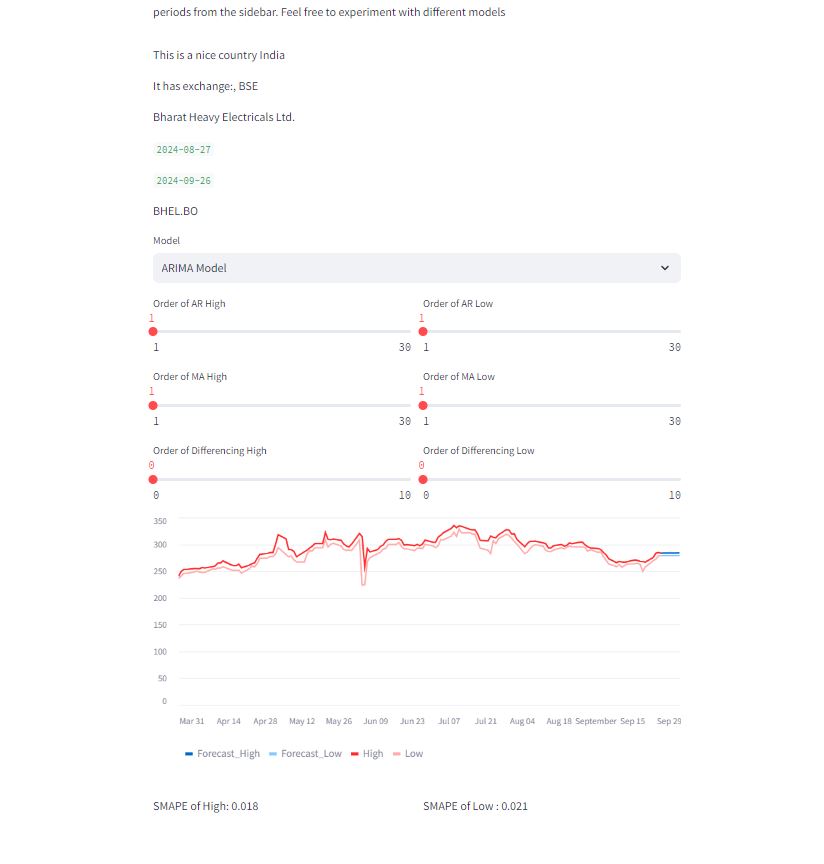 periods from the sidebar. Feel free to experiment with different models
This is a nice country India
It has exchange:, BSE
Bharat Heavy Electricals Ltd.
2024-08-27
2024-09-26
BHEL.BO
Model
ARIMA Model
Order of AR High
1
1 30
Order of AR Low
1
1 30
Order of MA High
1
1 30
Order of MA Low
1
1 30
Order of Differencing High
0
0 10
Order of Differencing Low
0
0 10
350
300
250
200
150
100
50
0
Mar 31 Apr 14 Apr 28 May 12 May 26 Jun 09 Jun 23 Jul 07 Jul 21 Aug 04 Aug 18 September Sep 15 Sep 29
Forecast_High Forecast_Low High Low
SMAPE of High: 0.018
SMAPE of Low : 0.021